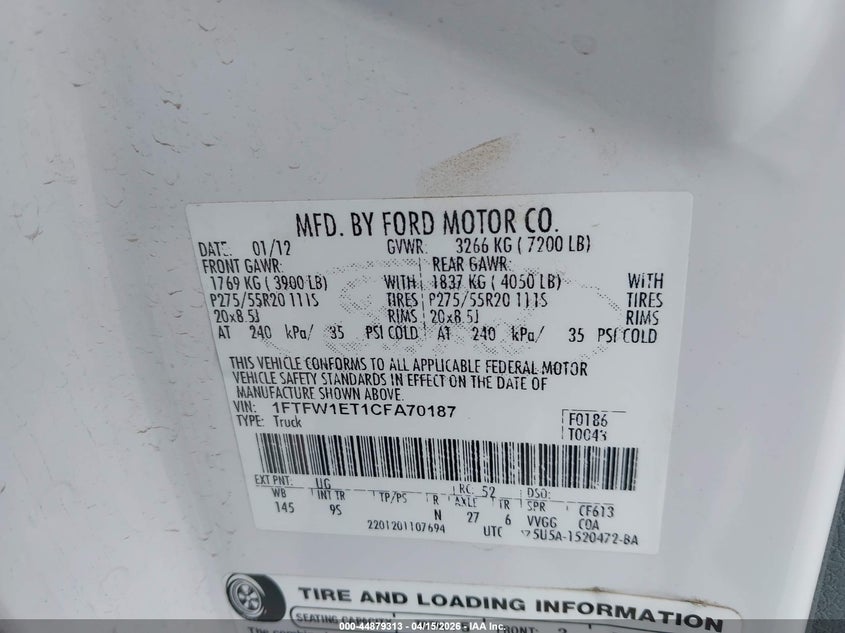 MFD. BY FORD MOTOR CO.
DATE: 01/12 GVWR: 3266 KG ( 7200 LB)
FRONT GAWR: REAR GAWR:
1769 KG ( 3900 LB) WITH 1837 KG ( 4050 LB) WITH
P275/55R20 111S TIRES P275/55R20 111S TIRES
20x8.5J RIMS 20x8.5J RIMS
AT 240 kPa/ 35 PSI COLD AT 240 kPa/ 35 PSI COLD
THIS VEHICLE CONFORMS TO ALL APPLICABLE FEDERAL MOTOR
VEHICLE SAFETY STANDARDS IN EFFECT ON THE DATE OF
MANUFACTURE SHOWN ABOVE.
VIN: 1FTFW1ET1CFA70187 F0186
TYPE: Truck T0043
EXT PNT: UG RC: 52 DSO:
WB INT TR TP/PS R AXLE TR SPR CF613
145 9S N 27 6 VVGG COA
2201201107694 UTC 5U5A-1520472-BA
TIRE AND LOADING INFORMATION
SEATING CAPACITY
000-44879313 - 04/15/2026 - IAA Inc.